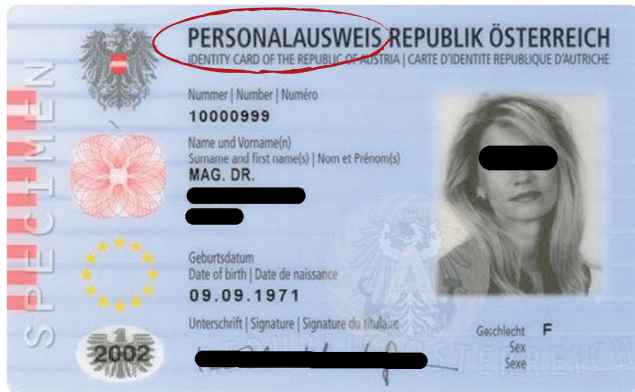 PERSONALAUSWEIS REPUBLIK ÖSTERREICH
IDENTITY CARD OF THE REPUBLIC OF AUSTRIA | CARTE D'IDENTITE REPUBLIQUE D'AUTRICHE
Nummer | Number | Numéro
10000999
Name und Vorname(n)
Surname and first name(s) | Nom et Prénom(s)
MAG. DR.
Geburtsdatum
Date of birth | Date de naissance
09.09.1971
Unterschrift | Signature | Signature du titulaire
Geschlecht F
Sex
Sexe
SPECIMEN
2002